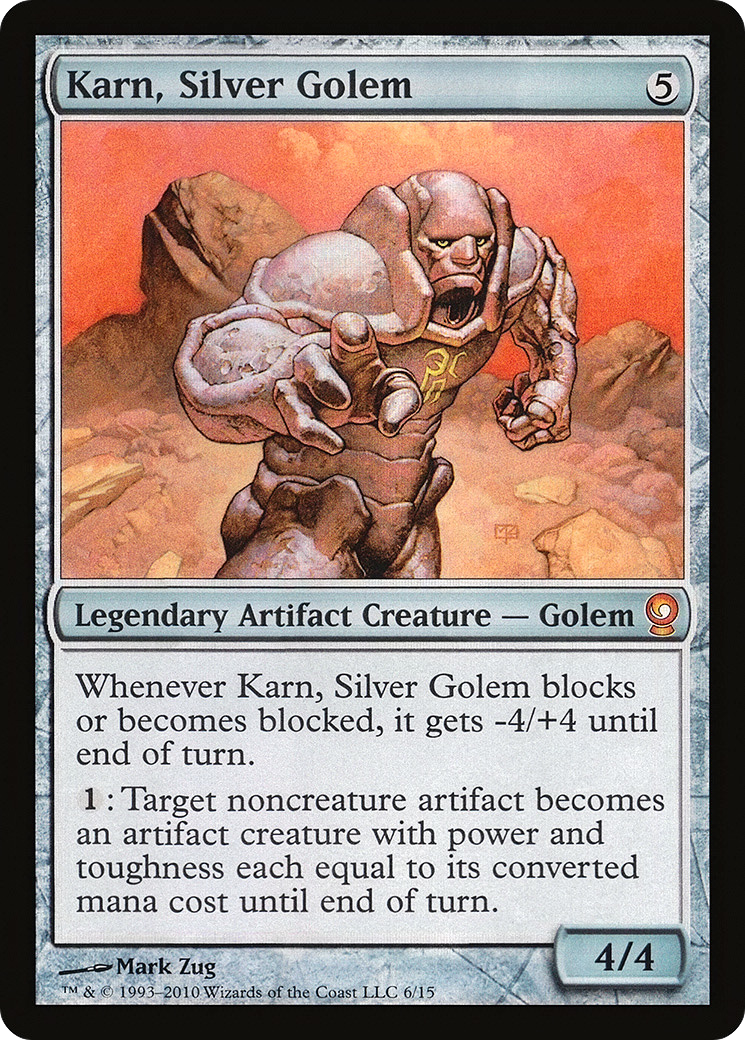 Karn, Silver Golem 5
Legendary Artifact Creature — Golem
Whenever Karn, Silver Golem blocks
or becomes blocked, it gets -4/+4 until
end of turn.
1: Target noncreature artifact becomes
an artifact creature with power and
toughness each equal to its converted
mana cost until end of turn.
4/4
Mark Zug
™ & © 1993–2010 Wizards of the Coast LLC 6/15